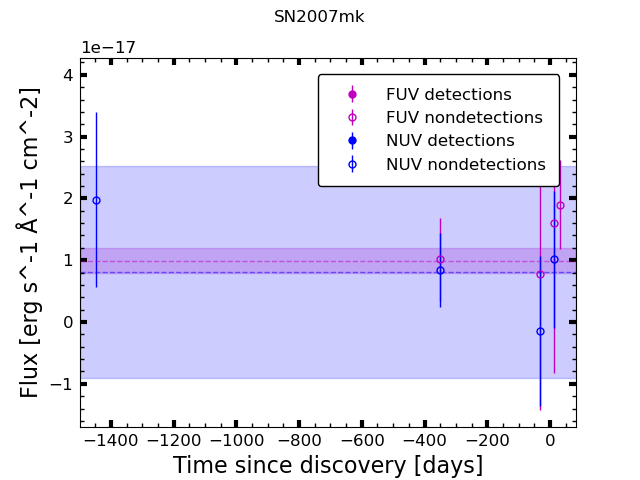 SN2007mk
1e−17
FUV detections
FUV nondetections
NUV detections
NUV nondetections
4
3
2
1
0
−1
Flux [erg s^-1 Å^-1 cm^-2]
−1400 −1200 −1000 −800 −600 −400 −200 0
Time since discovery [days]